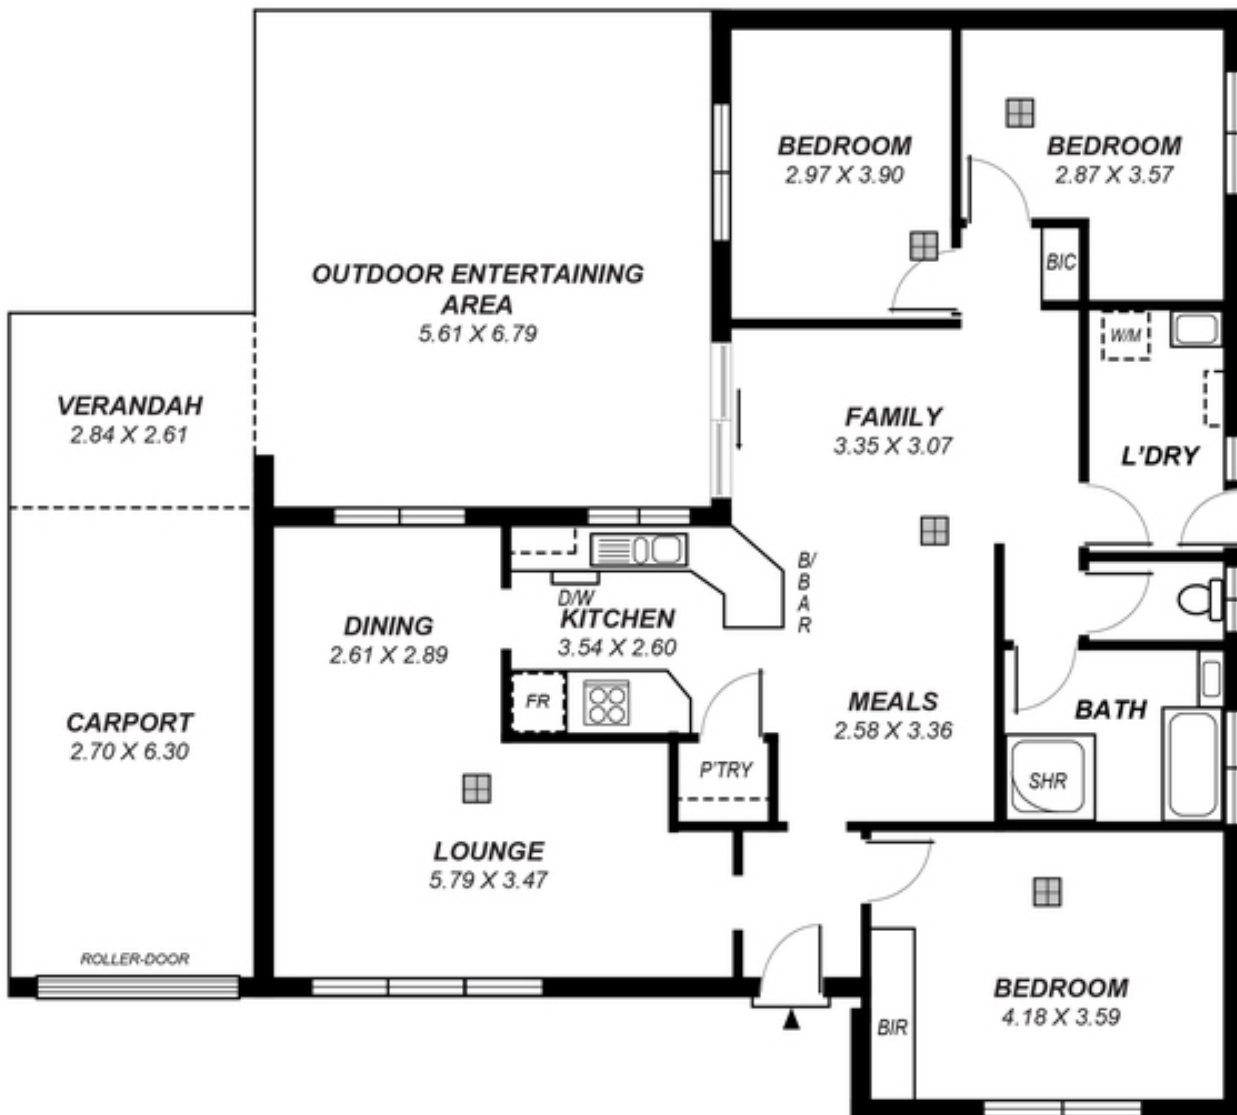 BEDROOM
2.97 X 3.90
BEDROOM
2.87 X 3.57
BIC
OUTDOOR ENTERTAINING
AREA
5.61 X 6.79
W/M
VERANDAH
2.84 X 2.61
FAMILY
3.35 X 3.07
L'DRY
B/
B
A
R
D/W
KITCHEN
3.54 X 2.60
DINING
2.61 X 2.89
FR
MEALS
2.58 X 3.36
BATH
CARPORT
2.70 X 6.30
P'TRY
SHR
LOUNGE
5.79 X 3.47
ROLLER-DOOR
BEDROOM
4.18 X 3.59
BIR